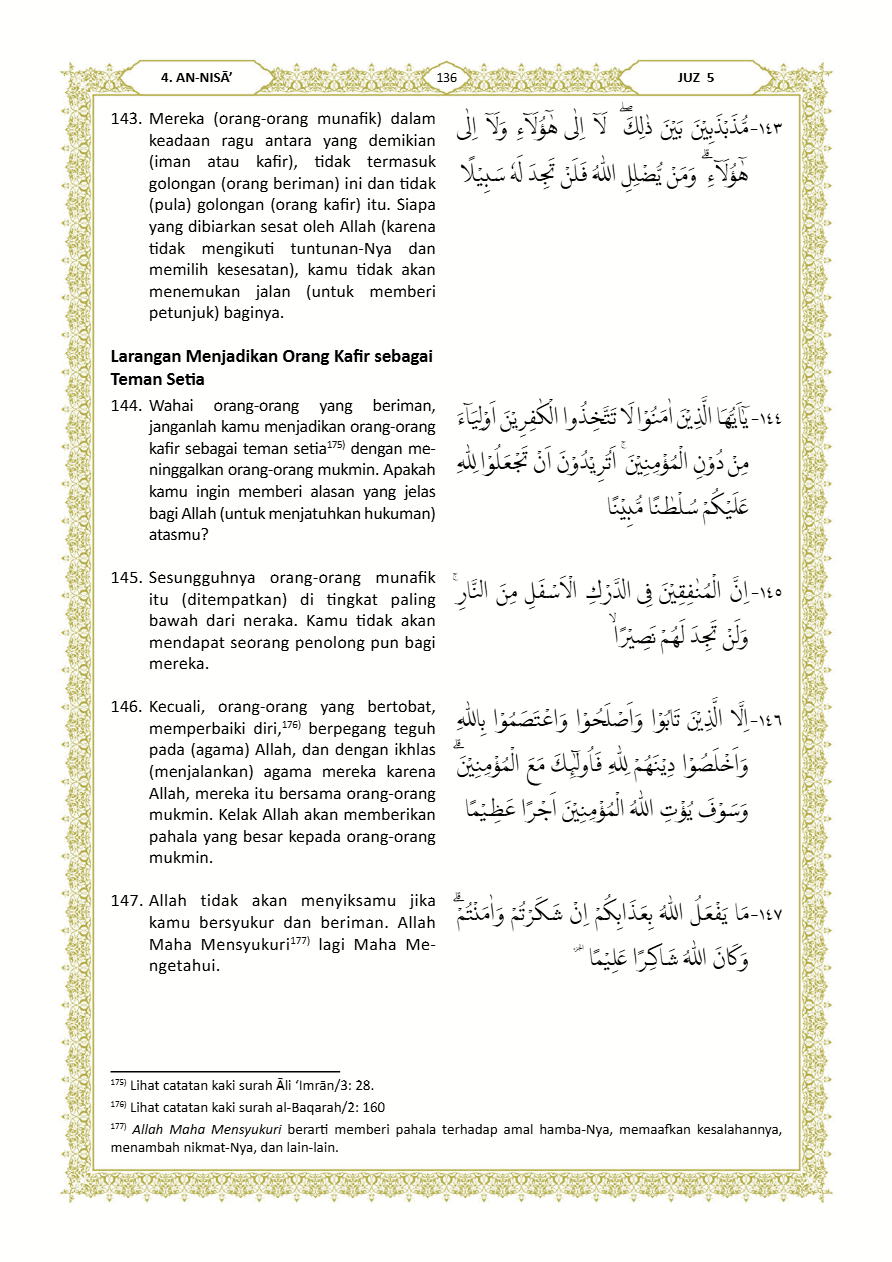 4. AN-NISĀ’
136
JUZ 5
143. Mereka (orang-orang munafik) dalam
keadaan ragu antara yang demikian
(iman atau kafir), tidak termasuk
golongan (orang beriman) ini dan tidak
(pula) golongan (orang kafir) itu. Siapa
yang dibiarkan sesat oleh Allah (karena
tidak mengikuti tuntunan-Nya dan
memilih kesesatan), kamu tidak akan
menemukan jalan (untuk memberi
petunjuk) baginya.
١٤٣-مُّذَبْذَبِيْنَ بَيْنَ ذٰلِكَۖ لَآ اِلٰى هٰٓؤُلَاۤءِ وَلَآ اِلٰى
هٰٓؤُلَاۤءِۗ وَمَنْ يُّضْلِلِ اللّٰهُ فَلَنْ تَجِدَ لَهٗ سَبِيْلًا
Larangan Menjadikan Orang Kafir sebagai
Teman Setia
144. Wahai orang-orang yang beriman,
janganlah kamu menjadikan orang-orang
kafir sebagai teman setia175) dengan me-
ninggalkan orang-orang mukmin. Apakah
kamu ingin memberi alasan yang jelas
bagi Allah (untuk menjatuhkan hukuman)
atasmu?
١٤٤-يٰٓاَيُّهَا الَّذِيْنَ اٰمَنُوْا لَا تَتَّخِذُوا الْكٰفِرِيْنَ اَوْلِيَاۤءَ
مِنْ دُوْنِ الْمُؤْمِنِيْنَۚ اَتُرِيْدُوْنَ اَنْ تَجْعَلُوْا لِلّٰهِ
عَلَيْكُمْ سُلْطٰنًا مُّبِيْنًا
145. Sesungguhnya orang-orang munafik
itu (ditempatkan) di tingkat paling
bawah dari neraka. Kamu tidak akan
mendapat seorang penolong pun bagi
mereka.
١٤٥-اِنَّ الْمُنٰفِقِيْنَ فِى الدَّرْكِ الْاَسْفَلِ مِنَ النَّارِۚ
وَلَنْ تَجِدَ لَهُمْ نَصِيْرًاۙ
146. Kecuali, orang-orang yang bertobat,
memperbaiki diri,176) berpegang teguh
pada (agama) Allah, dan dengan ikhlas
(menjalankan) agama mereka karena
Allah, mereka itu bersama orang-orang
mukmin. Kelak Allah akan memberikan
pahala yang besar kepada orang-orang
mukmin.
١٤٦-اِلَّا الَّذِيْنَ تَابُوْا وَاَصْلَحُوْا وَاعْتَصَمُوْا بِاللّٰهِ
وَاَخْلَصُوْا دِيْنَهُمْ لِلّٰهِ فَاُولٰۤىِٕكَ مَعَ الْمُؤْمِنِيْنَۗ
وَسَوْفَ يُؤْتِ اللّٰهُ الْمُؤْمِنِيْنَ اَجْرًا عَظِيْمًا
147. Allah tidak akan menyiksamu jika
kamu bersyukur dan beriman. Allah
Maha Mensyukuri177) lagi Maha Me-
ngetahui.
١٤٧-مَا يَفْعَلُ اللّٰهُ بِعَذَابِكُمْ اِنْ شَكَرْتُمْ وَاٰمَنْتُمْۗ
وَكَانَ اللّٰهُ شَاكِرًا عَلِيْمًا
175) Lihat catatan kaki surah Āli ‘Imrān/3: 28.
176) Lihat catatan kaki surah al-Baqarah/2: 160
177) Allah Maha Mensyukuri berarti memberi pahala terhadap amal hamba-Nya, memaafkan kesalahannya,
menambah nikmat-Nya, dan lain-lain.